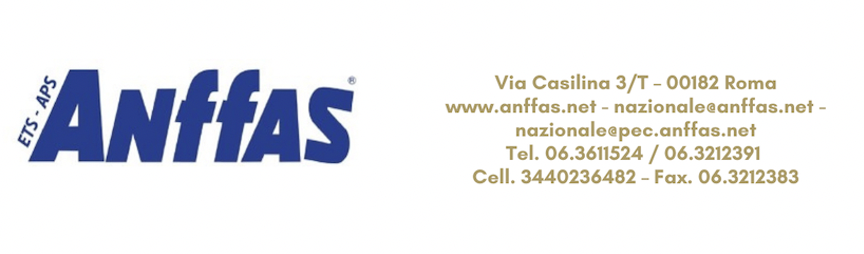 ETS - APS
ANffAS®
Via Casilina 3/T – 00182 Roma
www.anffas.net - nazionale@anffas.net -
nazionale@pec.anffas.net
Tel. 06.3611524 / 06.3212391
Cell. 3440236482 – Fax. 06.3212383